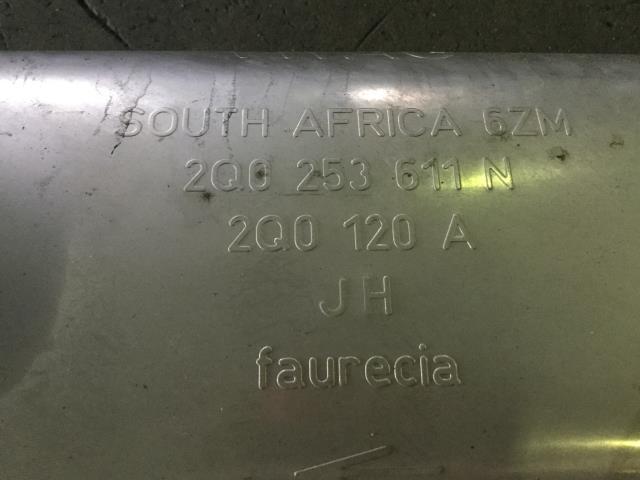 SOUTH AFRICA 6ZM
2Q0 253 611 N
2Q0 120 A
JH
faurecia